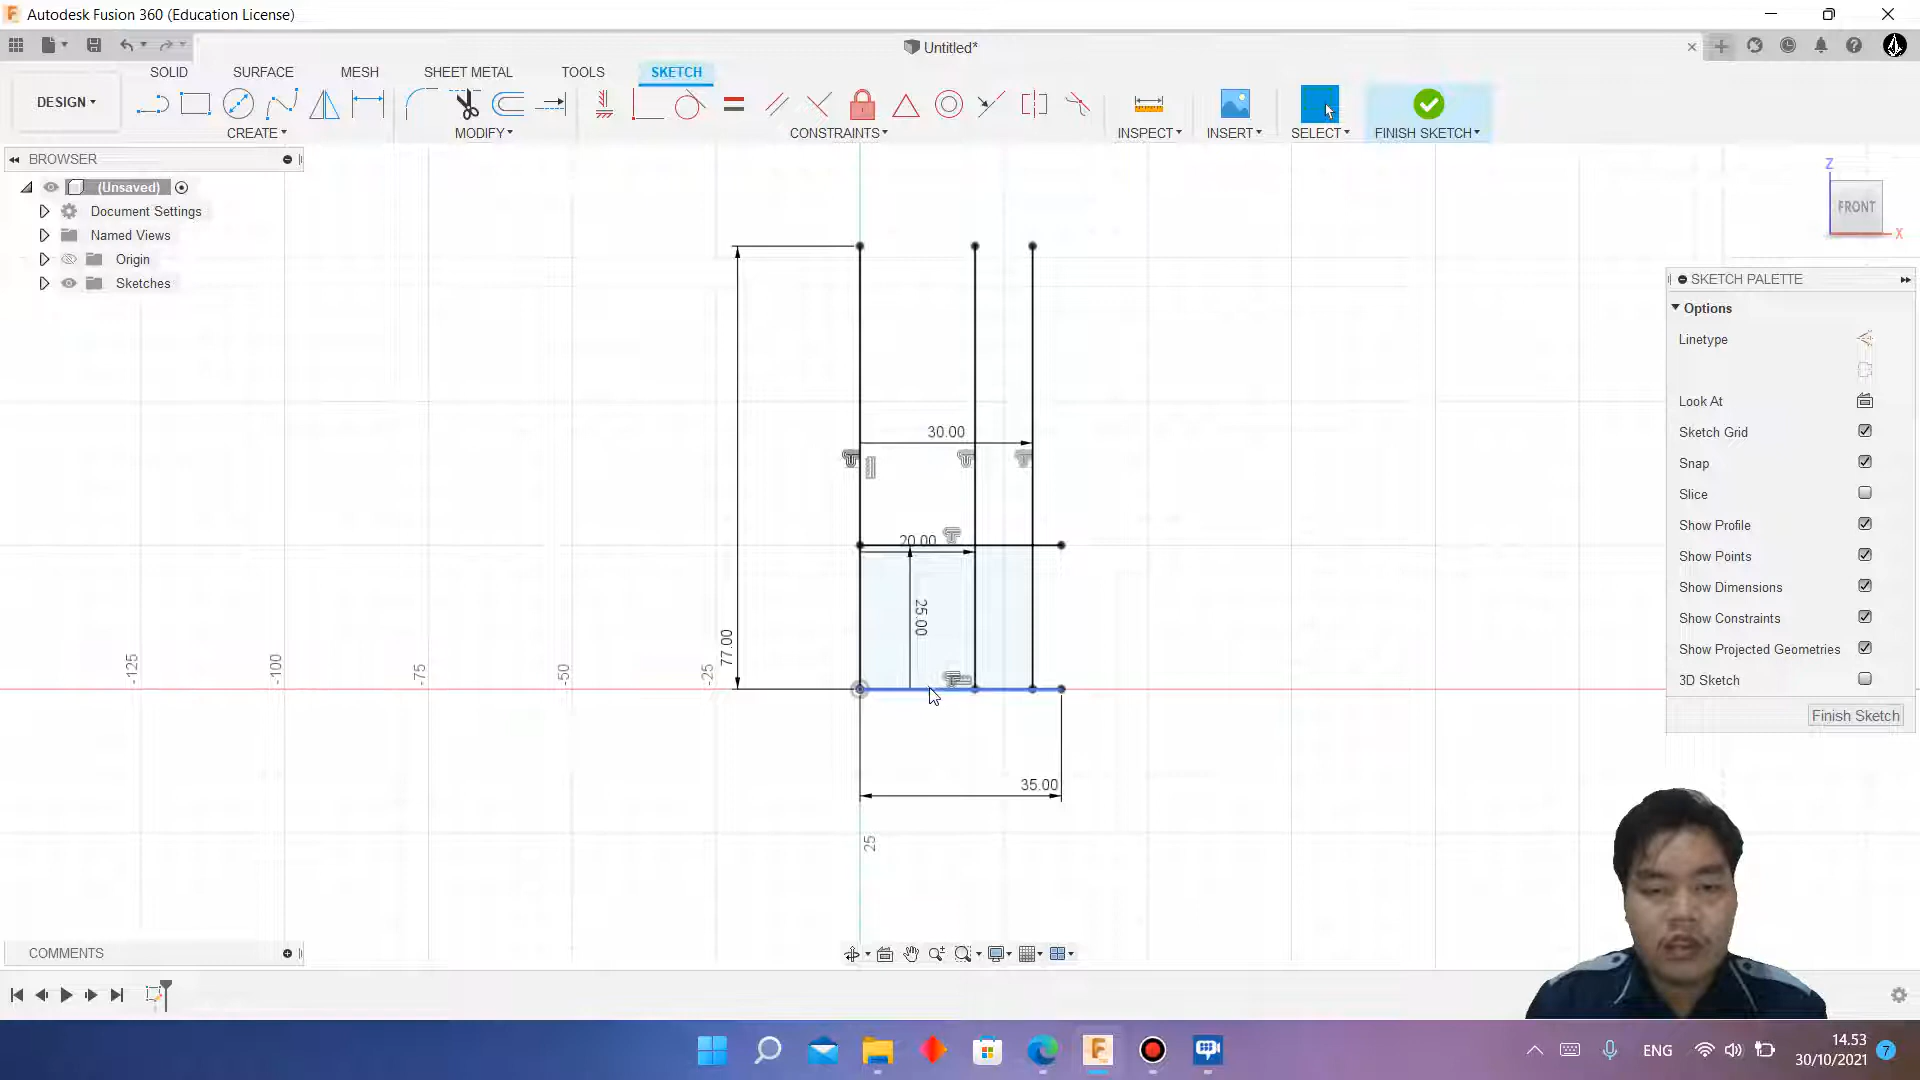 Autodesk Fusion 360 (Education License)
Untitled*
SOLID SURFACE MESH SHEET METAL TOOLS SKETCH
DESIGN
CREATE MODIFY CONSTRAINTS INSPECT INSERT SELECT FINISH SKETCH
BROWSER
(Unsaved)
Document Settings
Named Views
Origin
Sketches
Z
FRONT
X
SKETCH PALETTE
Options
Linetype
Look At
Sketch Grid
Snap
Slice
Show Profile
Show Points
Show Dimensions
Show Constraints
Show Projected Geometries
3D Sketch
Finish Sketch
30.00
20.00
25.00
77.00
-125 -100 -75 -50 -25
35.00
25
COMMENTS
ENG
14.53
30/10/2021
7